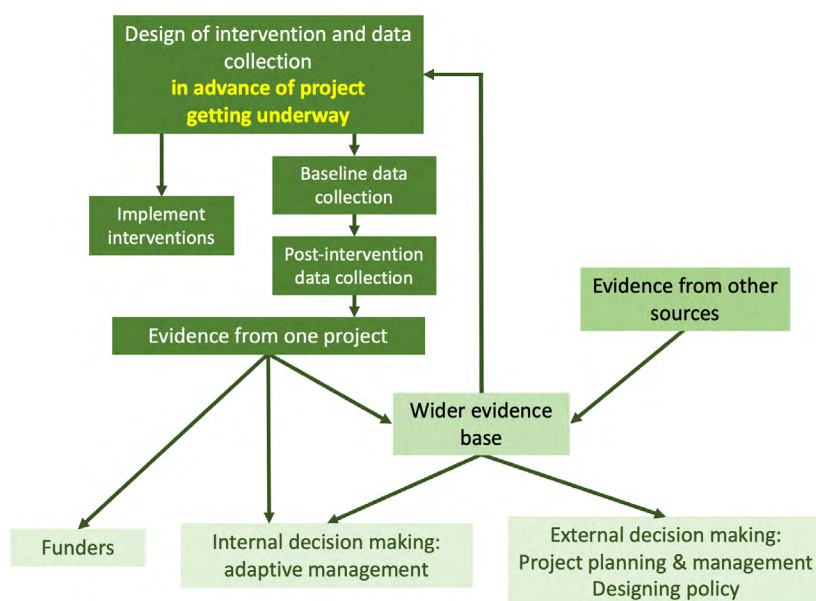 Design of intervention and data
collection
in advance of project
getting underway
Baseline data
collection
Implement
interventions
Post-intervention
data collection
Evidence from other
sources
Evidence from one project
Wider evidence
base
Funders
Internal decision making:
adaptive management
External decision making:
Project planning & management
Designing policy